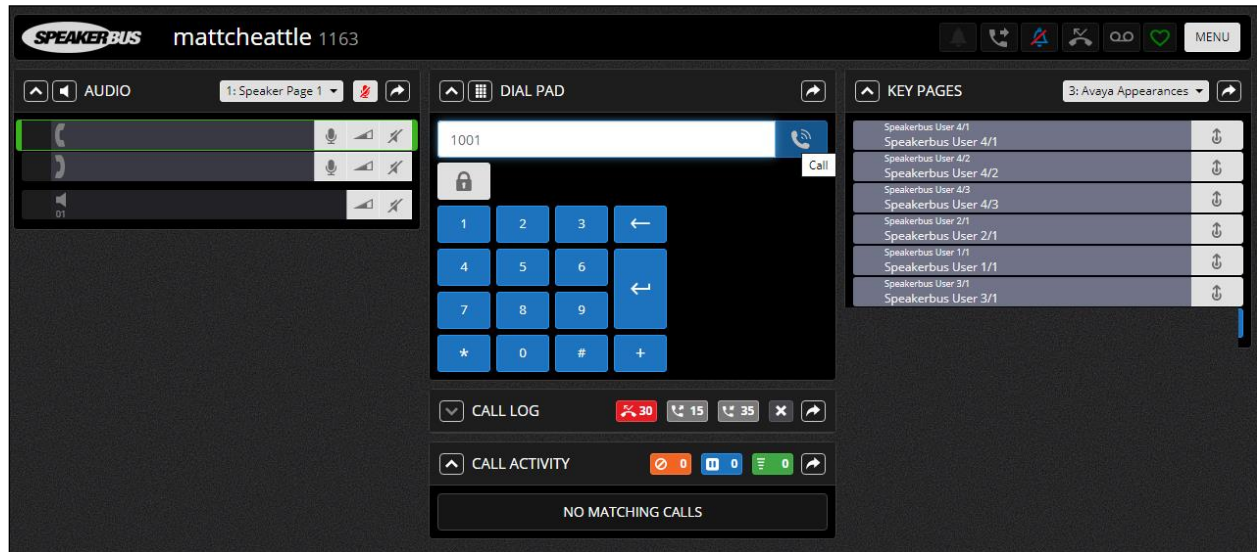 SPEAKERBUS mattcheattle 1163
MENU
AUDIO
1: Speaker Page 1
01
DIAL PAD
1001
Call
1 2 3
4 5 6
7 8 9
* 0 # +
CALL LOG
30 15 35
CALL ACTIVITY
0 0 0
NO MATCHING CALLS
KEY PAGES
3: Avaya Appearances
Speakerbus User 4/1
Speakerbus User 4/1
Speakerbus User 4/2
Speakerbus User 4/2
Speakerbus User 4/3
Speakerbus User 4/3
Speakerbus User 2/1
Speakerbus User 2/1
Speakerbus User 1/1
Speakerbus User 1/1
Speakerbus User 3/1
Speakerbus User 3/1